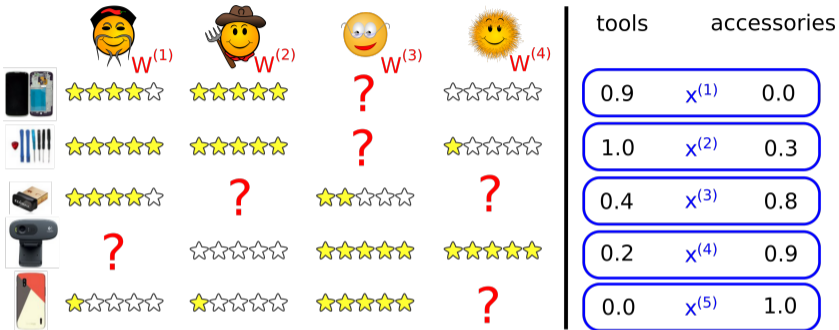 tools accessories
W(1) W(2) W(3) W(4)
? 0.9 x(1) 0.0
? 1.0 x(2) 0.3
? ? 0.4 x(3) 0.8
? 0.2 x(4) 0.9
? 0.0 x(5) 1.0